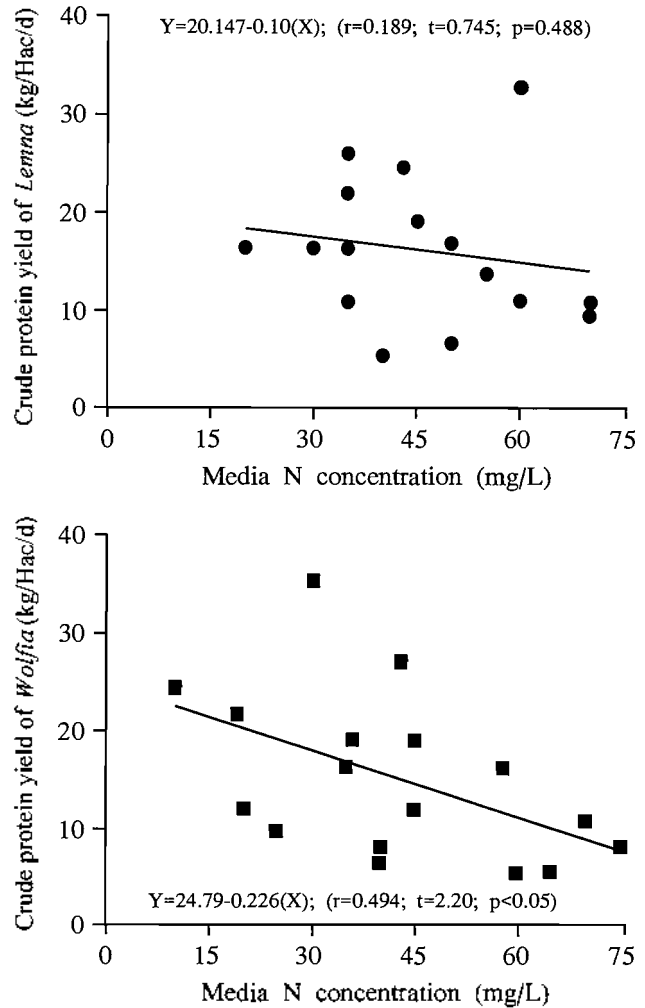 Y=20.147-0.10(X); (r=0.189; t=0.745; p=0.488)
Crude protein yield of Lemna (kg/Hac/d)
40
30
20
10
0
0 15 30 45 60 75
Media N concentration (mg/L)
Crude protein yield of Wolfia (kg/Hac/d)
40
30
20
10
0
Y=24.79-0.226(X); (r=0.494; t=2.20; p<0.05)
0 15 30 45 60 75
Media N concentration (mg/L)